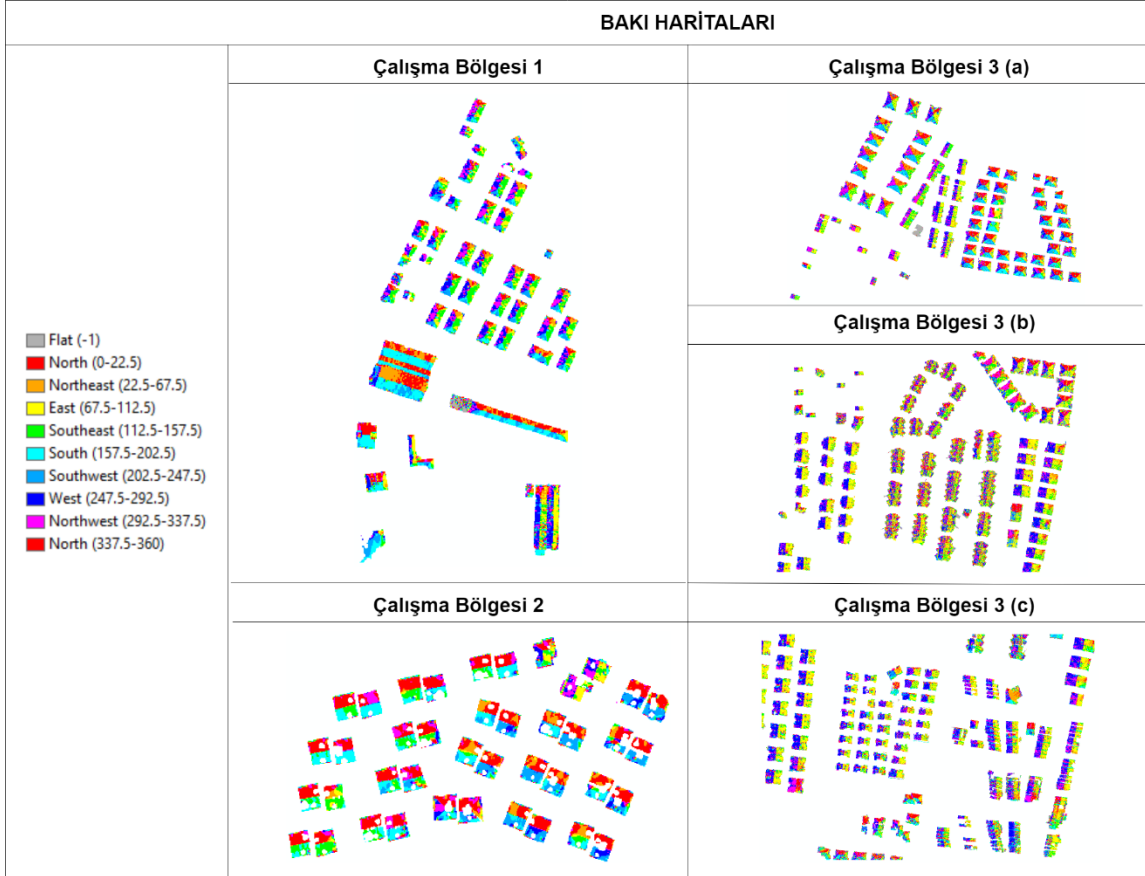 BAKI HARİTALARI
Çalışma Bölgesi 1
Çalışma Bölgesi 3 (a)
Flat (-1)
North (0-22.5)
Northeast (22.5-67.5)
East (67.5-112.5)
Southeast (112.5-157.5)
South (157.5-202.5)
Southwest (202.5-247.5)
West (247.5-292.5)
Northwest (292.5-337.5)
North (337.5-360)
Çalışma Bölgesi 3 (b)
Çalışma Bölgesi 2
Çalışma Bölgesi 3 (c)